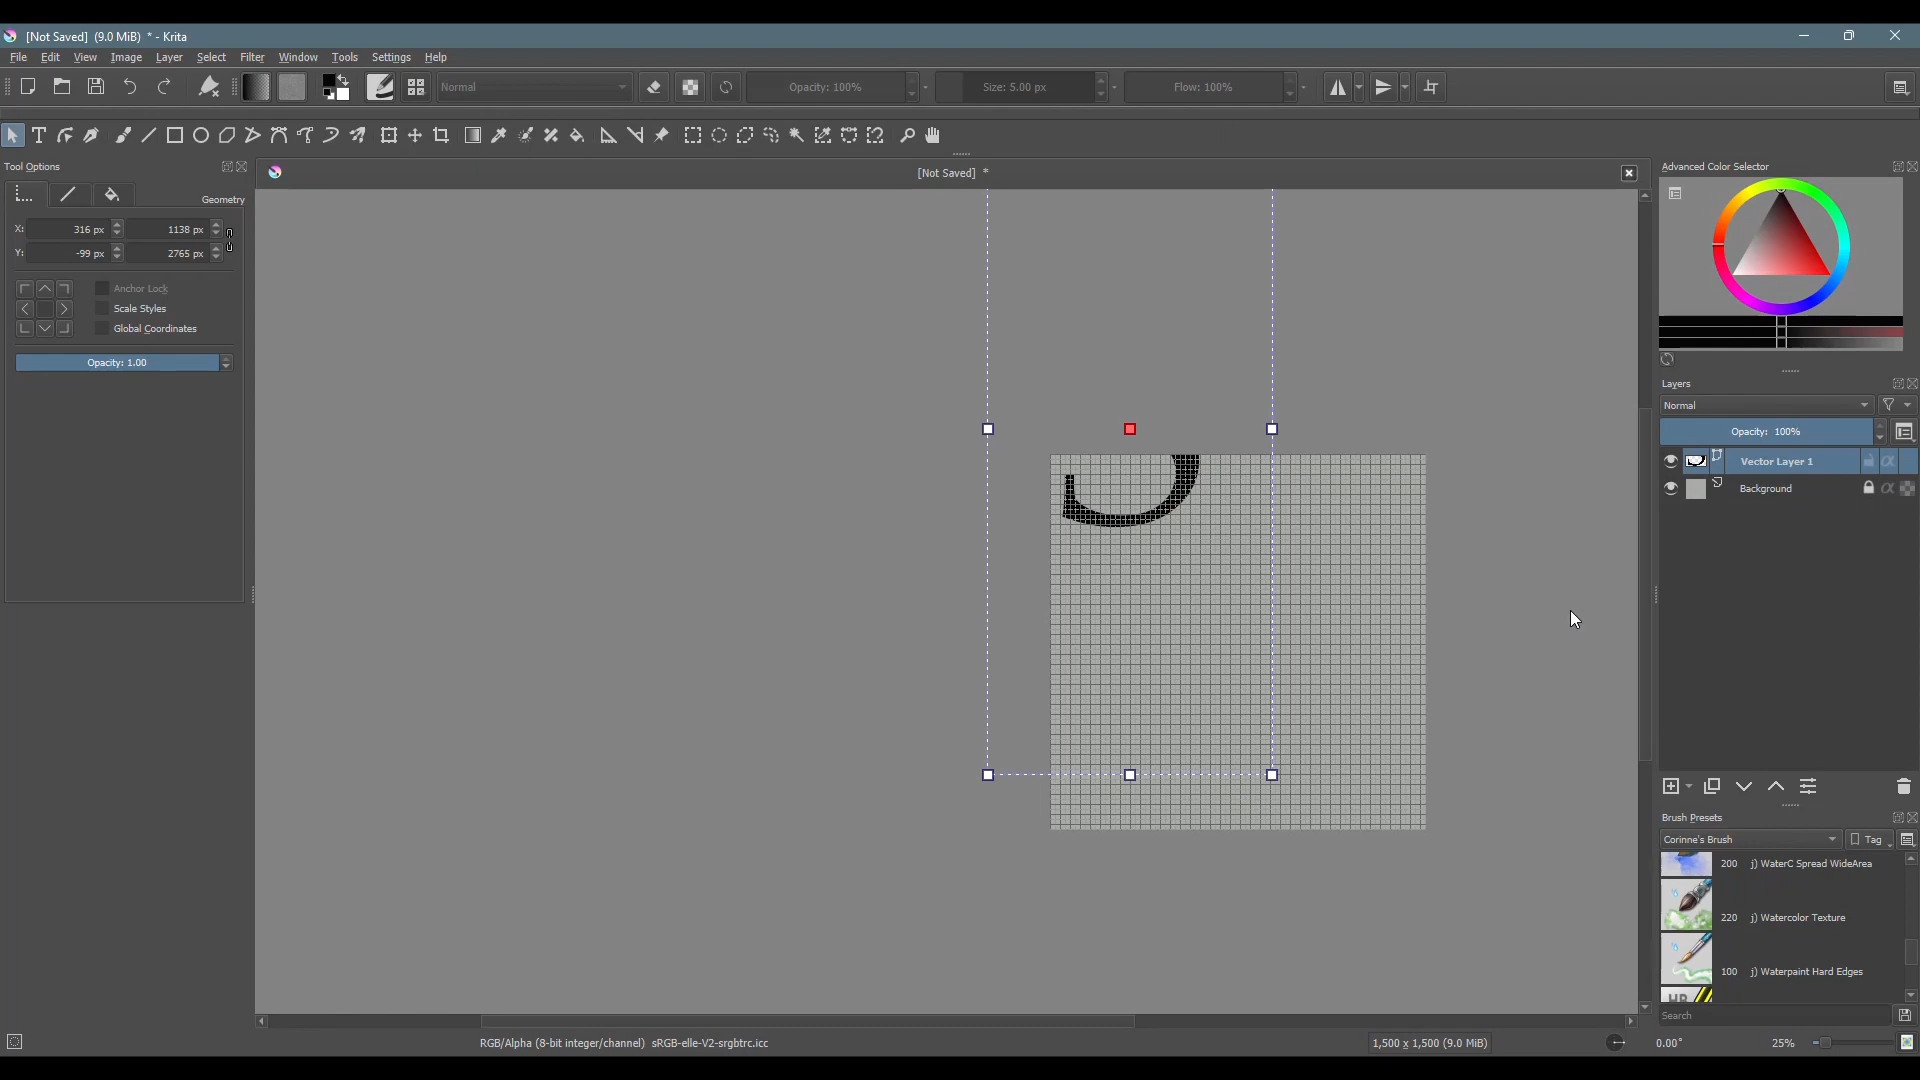 [Not Saved]  (9.0 MiB)  * - Krita
File Edit View Image Layer Select Filter Window Tools Settings Help
Normal Opacity: 100% Size: 5.00 px Flow: 100%
Tool Options
[Not Saved]  *
Advanced Color Selector
Geometry
X: 316 px 1138 px
Y: -99 px 2765 px
Anchor Lock
Scale Styles
Global Coordinates
Opacity: 1.00
Layers
Normal
Opacity:  100%
Vector Layer 1
Background
Brush Presets
Corinne's Brush Tag
200 j) WaterC Spread WideArea
220 j) Watercolor Texture
100 j) Waterpaint Hard Edges
Search
RGB/Alpha (8-bit integer/channel)  sRGB-elle-V2-srgbtrc.icc 1,500 x 1,500 (9.0 MiB) 0.00° 25%